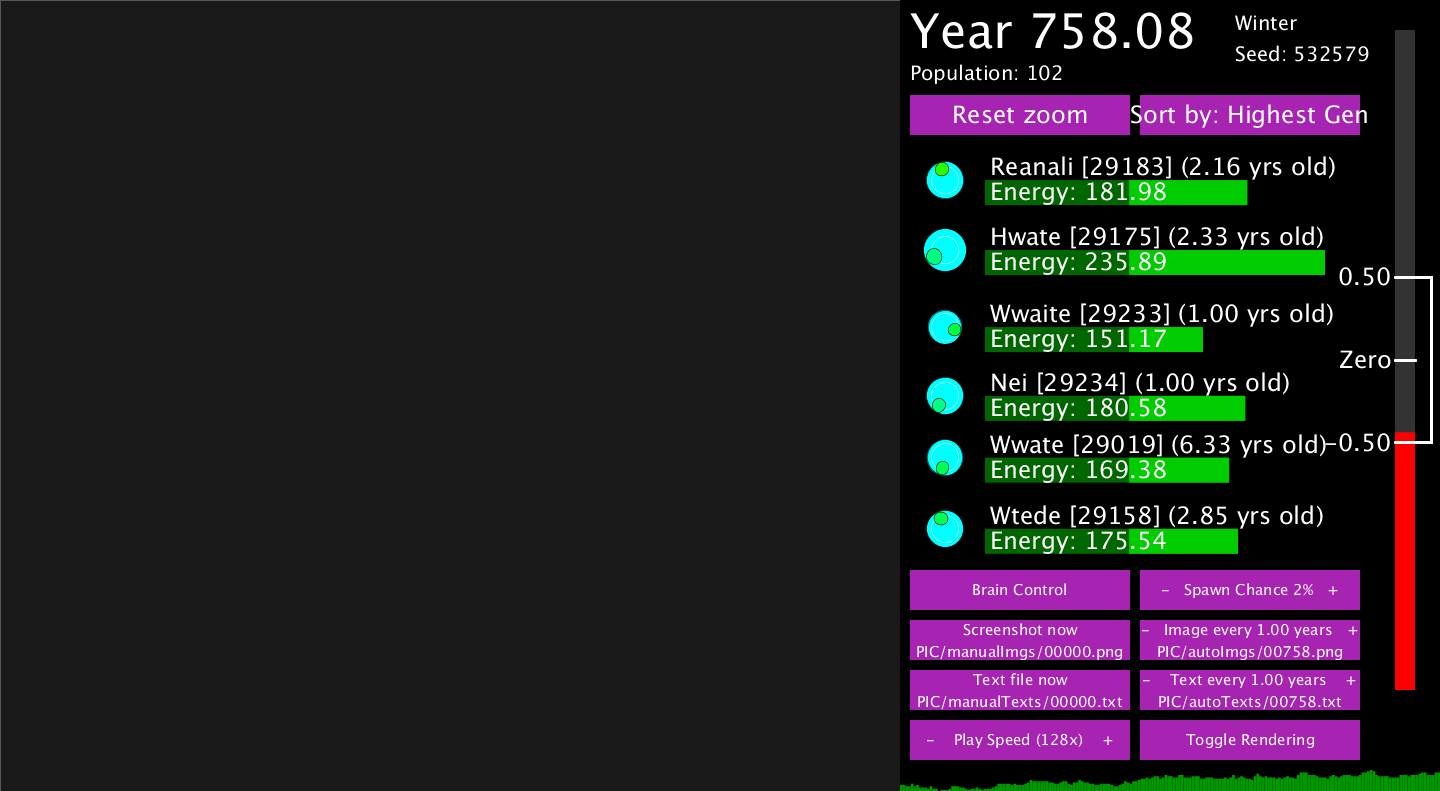 Year 758.08
Winter
Seed: 532579
Population: 102
Reset zoom
Sort by: Highest Gen
Reanali [29183] (2.16 yrs old)
Energy: 181.98
Hwate [29175] (2.33 yrs old)
Energy: 235.89
0.50
Wwaite [29233] (1.00 yrs old)
Energy: 151.17
Zero
Nei [29234] (1.00 yrs old)
Energy: 180.58
Wwate [29019] (6.33 yrs old)
-0.50
Energy: 169.38
Wtede [29158] (2.85 yrs old)
Energy: 175.54
Brain Control
- Spawn Chance 2% +
Screenshot now
PIC/manualImgs/00000.png
- Image every 1.00 years +
PIC/autoImgs/00758.png
Text file now
PIC/manualTexts/00000.txt
- Text every 1.00 years +
PIC/autoTexts/00758.txt
- Play Speed (128x) +
Toggle Rendering